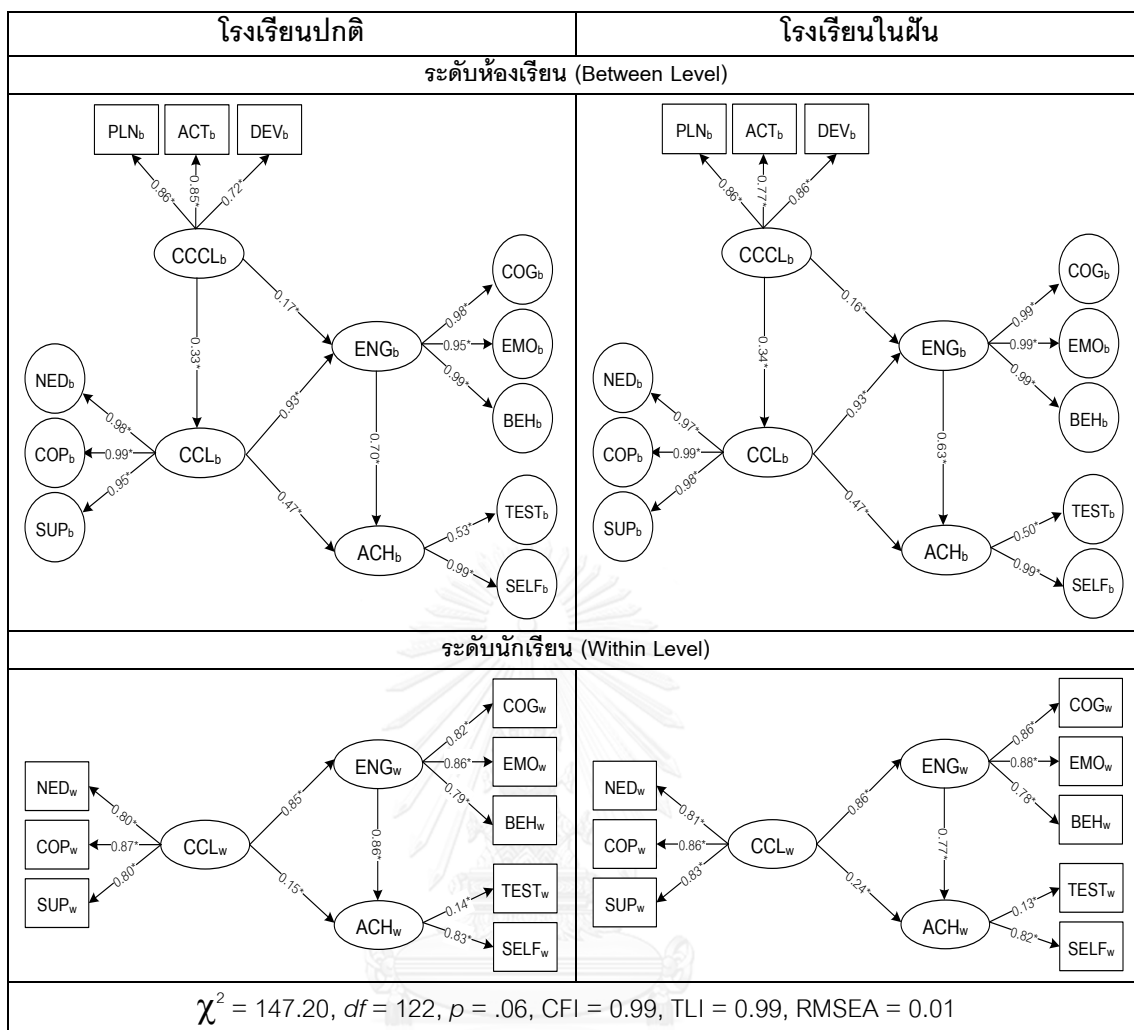 โรงเรียนปกติ
โรงเรียนในฝัน
ระดับห้องเรียน (Between Level)
PLNb ACTb DEVb
0.86* 0.85* 0.72*
CCCLb
0.17*
0.33*
COGb
0.98*
ENGb 0.95* EMOb
0.99*
BEHb
NEDb
0.98*
0.93*
COPb 0.99* CCLb
0.95*
SUPb
0.70*
0.47*
TESTb
0.53*
ACHb
0.99*
SELFb
PLNb ACTb DEVb
0.86* 0.77* 0.86*
CCCLb
0.16*
0.34*
COGb
0.99*
ENGb 0.99* EMOb
0.99*
BEHb
NEDb
0.97*
0.93*
COPb 0.99* CCLb
0.98*
SUPb
0.63*
0.47*
TESTb
0.50*
ACHb
0.99*
SELFb
ระดับนักเรียน (Within Level)
COGw
0.82*
ENGw 0.86* EMOw
0.79*
BEHw
NEDw
0.80*
0.85*
COPw 0.87* CCLw
0.80*
SUPw
0.86*
0.15*
TESTw
0.14*
ACHw
0.83*
SELFw
COGw
0.86*
ENGw 0.88* EMOw
0.78*
BEHw
NEDw
0.81*
0.86*
COPw 0.86* CCLw
0.83*
SUPw
0.77*
0.24*
TESTw
0.13*
ACHw
0.82*
SELFw
χ² = 147.20, df = 122, p = .06, CFI = 0.99, TLI = 0.99, RMSEA = 0.01